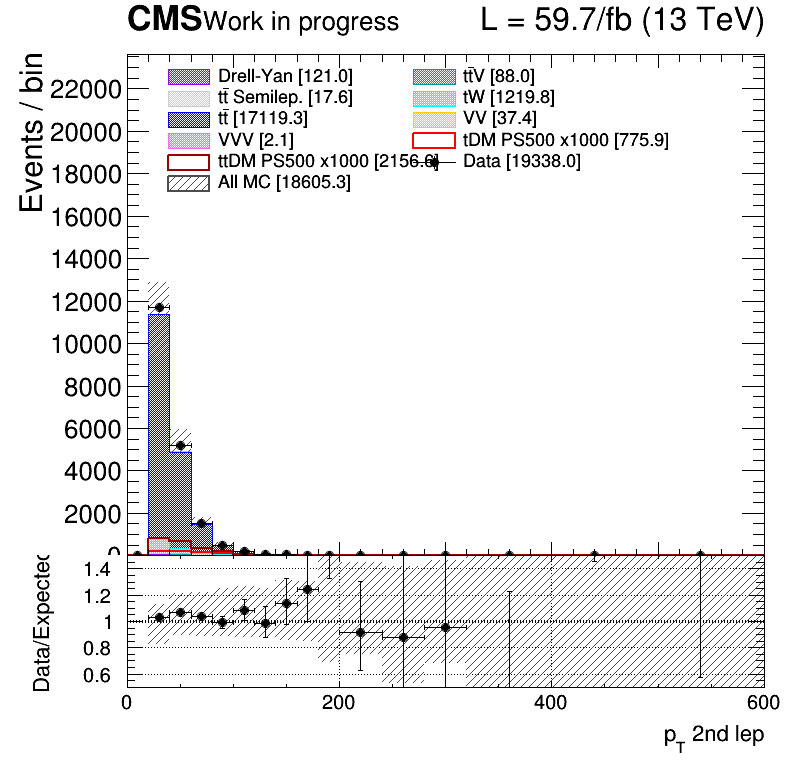 CMS Work in progress L = 59.7/fb (13 TeV)
Events / bin
Drell-Yan [121.0] tt̄V [88.0]
tt̄ Semilep. [17.6] tW [1219.8]
tt̄ [17119.3] VV [37.4]
VVV [2.1] tDM PS500 x1000 [775.9]
ttDM PS500 x1000 [2156.6] Data [19338.0]
All MC [18605.3]
22000
20000
18000
16000
14000
12000
10000
8000
6000
4000
2000
0
Data/Expected
1.4
1.2
1
0.8
0.6
0 200 400 600
p_T 2nd lep